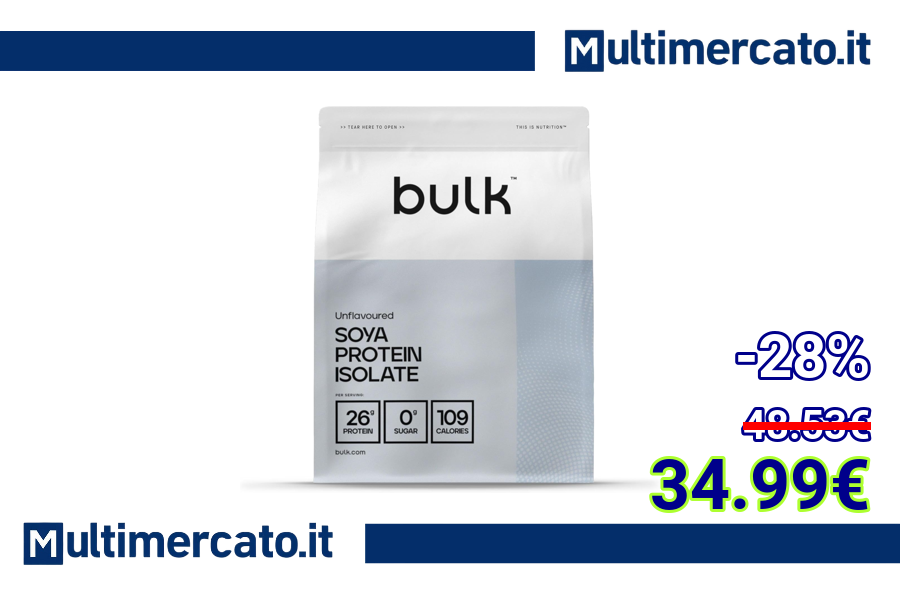 Multimercato.it
>> TEAR HERE TO OPEN >>
THIS IS NUTRITION™
bulk™
Unflavoured
SOYA
PROTEIN
ISOLATE
PER SERVING:
26g
PROTEIN
0g
SUGAR
109
CALORIES
bulk.com
-28%
48.53€
34.99€
Multimercato.it